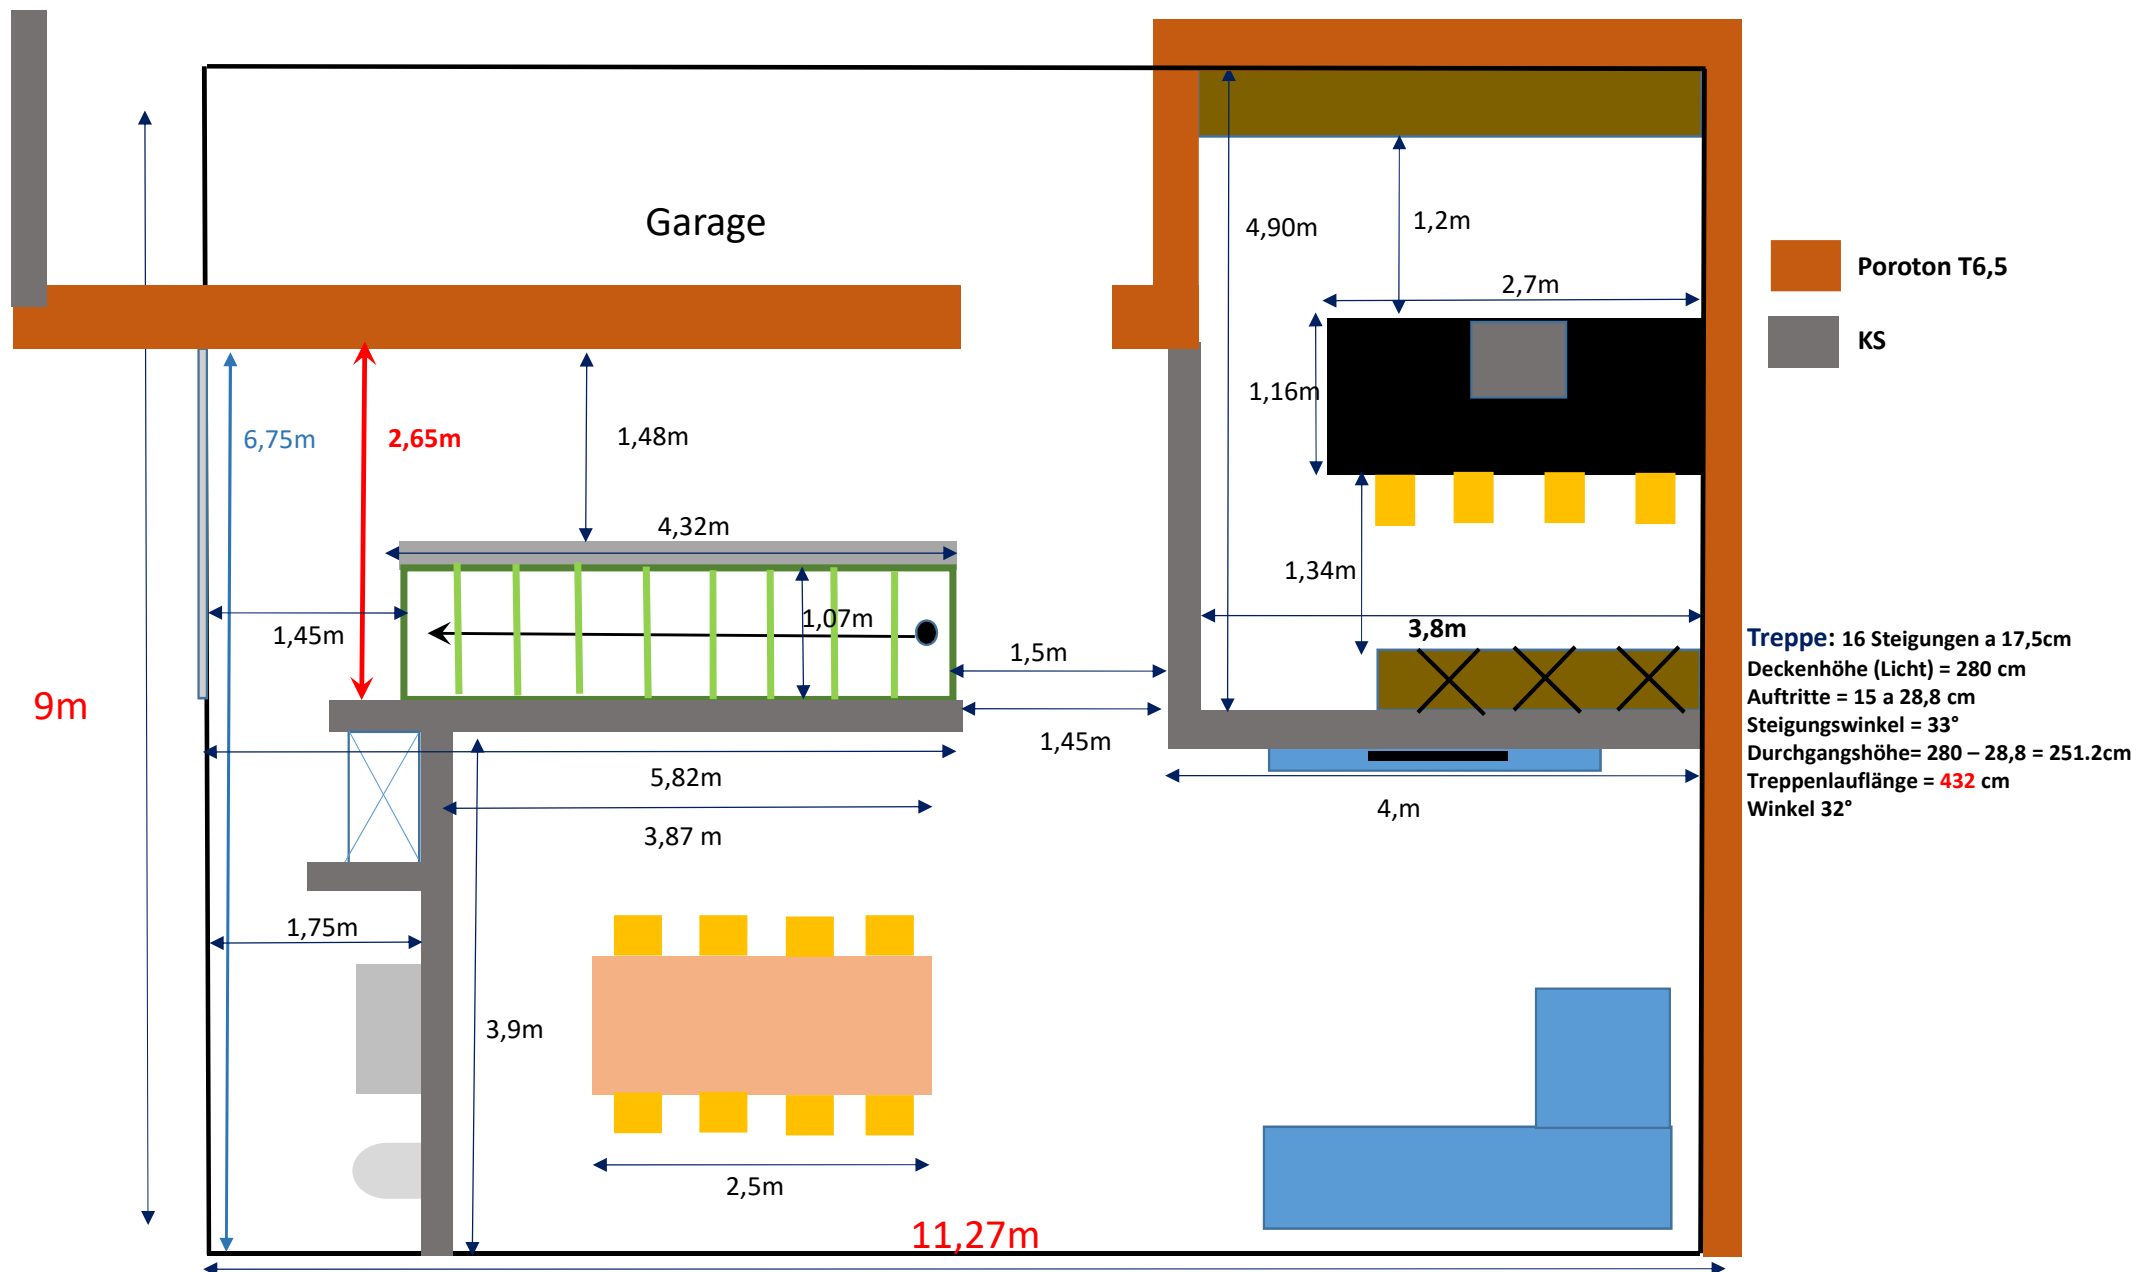 Garage
4,90m
1,2m
Poroton T6,5
2,7m
KS
1,16m
6,75m
2,65m
1,48m
4,32m
1,34m
1,07m
1,45m
3,8m
1,5m
Treppe: 16 Steigungen a 17,5cm
Deckenhöhe (Licht) = 280 cm
Auftritte = 15 a 28,8 cm
Steigungswinkel = 33°
Durchgangshöhe= 280 – 28,8 = 251.2cm
Treppenlauflänge = 432 cm
Winkel 32°
9m
1,45m
5,82m
4,m
3,87 m
1,75m
3,9m
2,5m
11,27m